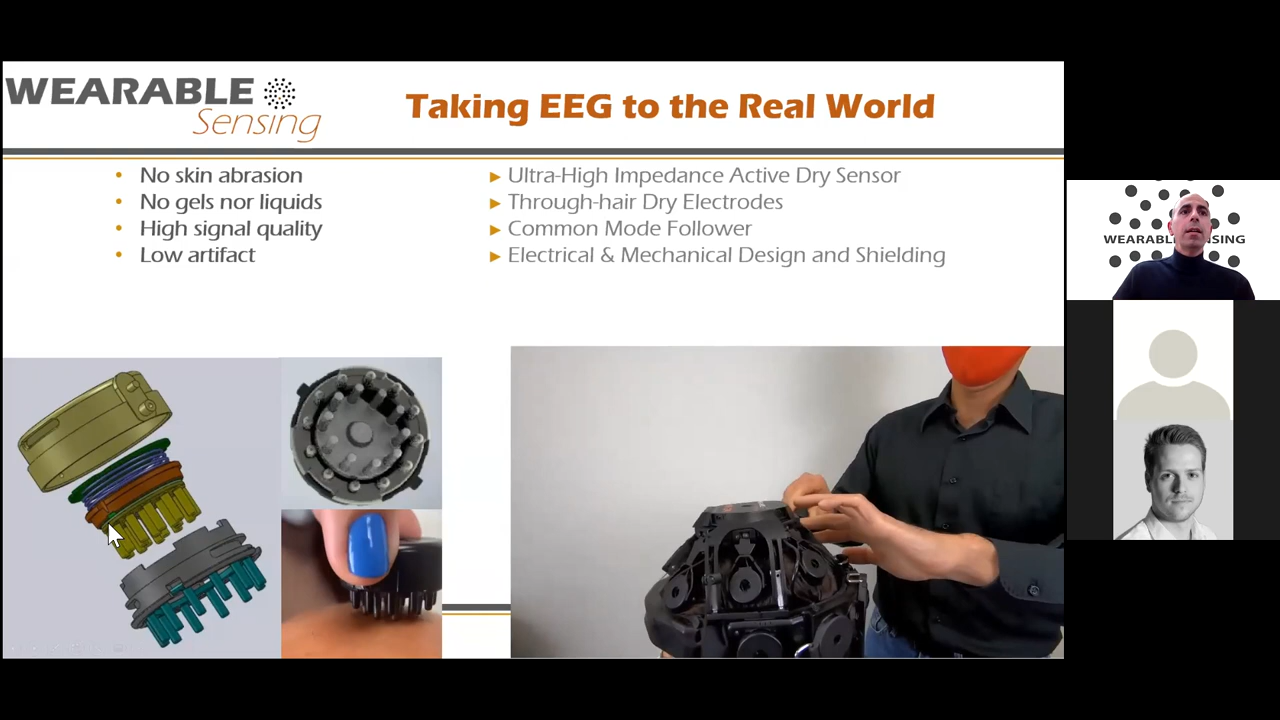 WEARABLE
Sensing
Taking EEG to the Real World
• No skin abrasion
• No gels nor liquids
• High signal quality
• Low artifact
► Ultra-High Impedance Active Dry Sensor
► Through-hair Dry Electrodes
► Common Mode Follower
► Electrical & Mechanical Design and Shielding
WEARABLE SENSING